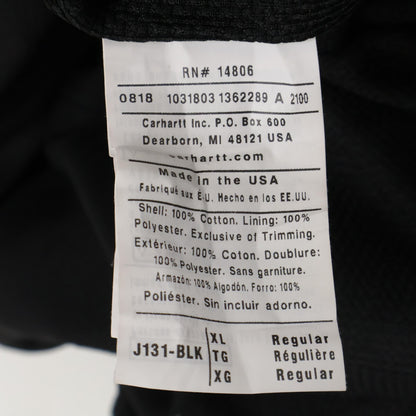 RN# 14806
0818 1031803 1362289 A 2100
Carhartt Inc. P.O. Box 600
Dearborn, MI 48121 USA
carhartt.com
Made in the USA
Fabriqué aux É.U. Hecho en los EE.UU.
Shell: 100% Cotton. Lining: 100%
Polyester. Exclusive of Trimming.
Extérieur: 100% Cotton. Doublure:
100% Polyester. Sans garniture.
Armazón: 100% Algodón. Forro: 100%
Poliéster. Sin incluir adorno.
J131-BLK XL Regular
TG Régulière
XG Regular